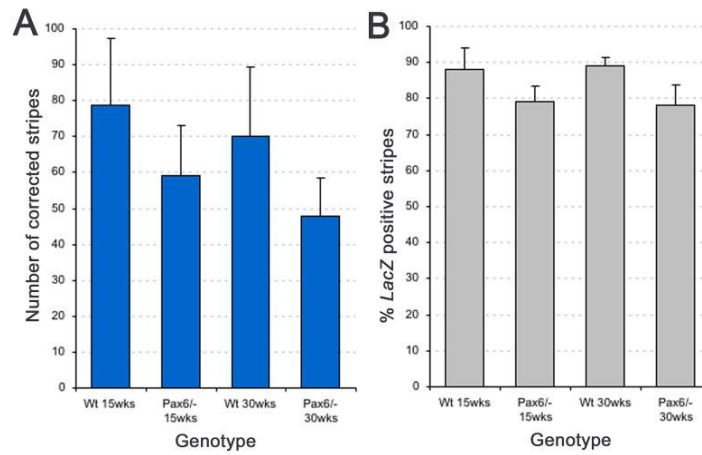 A
Number of corrected stripes
100
90
80
70
60
50
40
30
20
10
0
Wt 15wks
Pax6/-
15wks
Wt 30wks
Pax6/-
30wks
Genotype
B
% LacZ positive stripes
100
90
80
70
60
50
40
30
20
10
0
Wt 15wks
Pax6/-
15wks
Wt 30wks
Pax6/-
30wks
Genotype